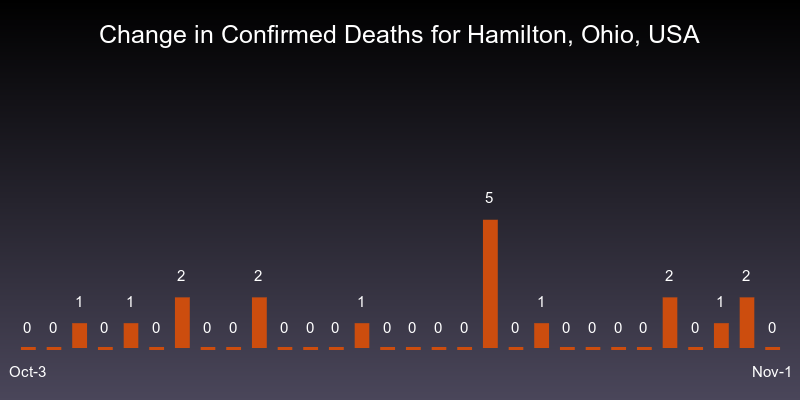 Change in Confirmed Deaths for Hamilton, Ohio, USA
5
2 2 2 2
1 1 1 1 1
0 0 0 0 0 0 0 0 0 0 0 0 0 0 0 0 0 0 0 0
Oct-3 Nov-1